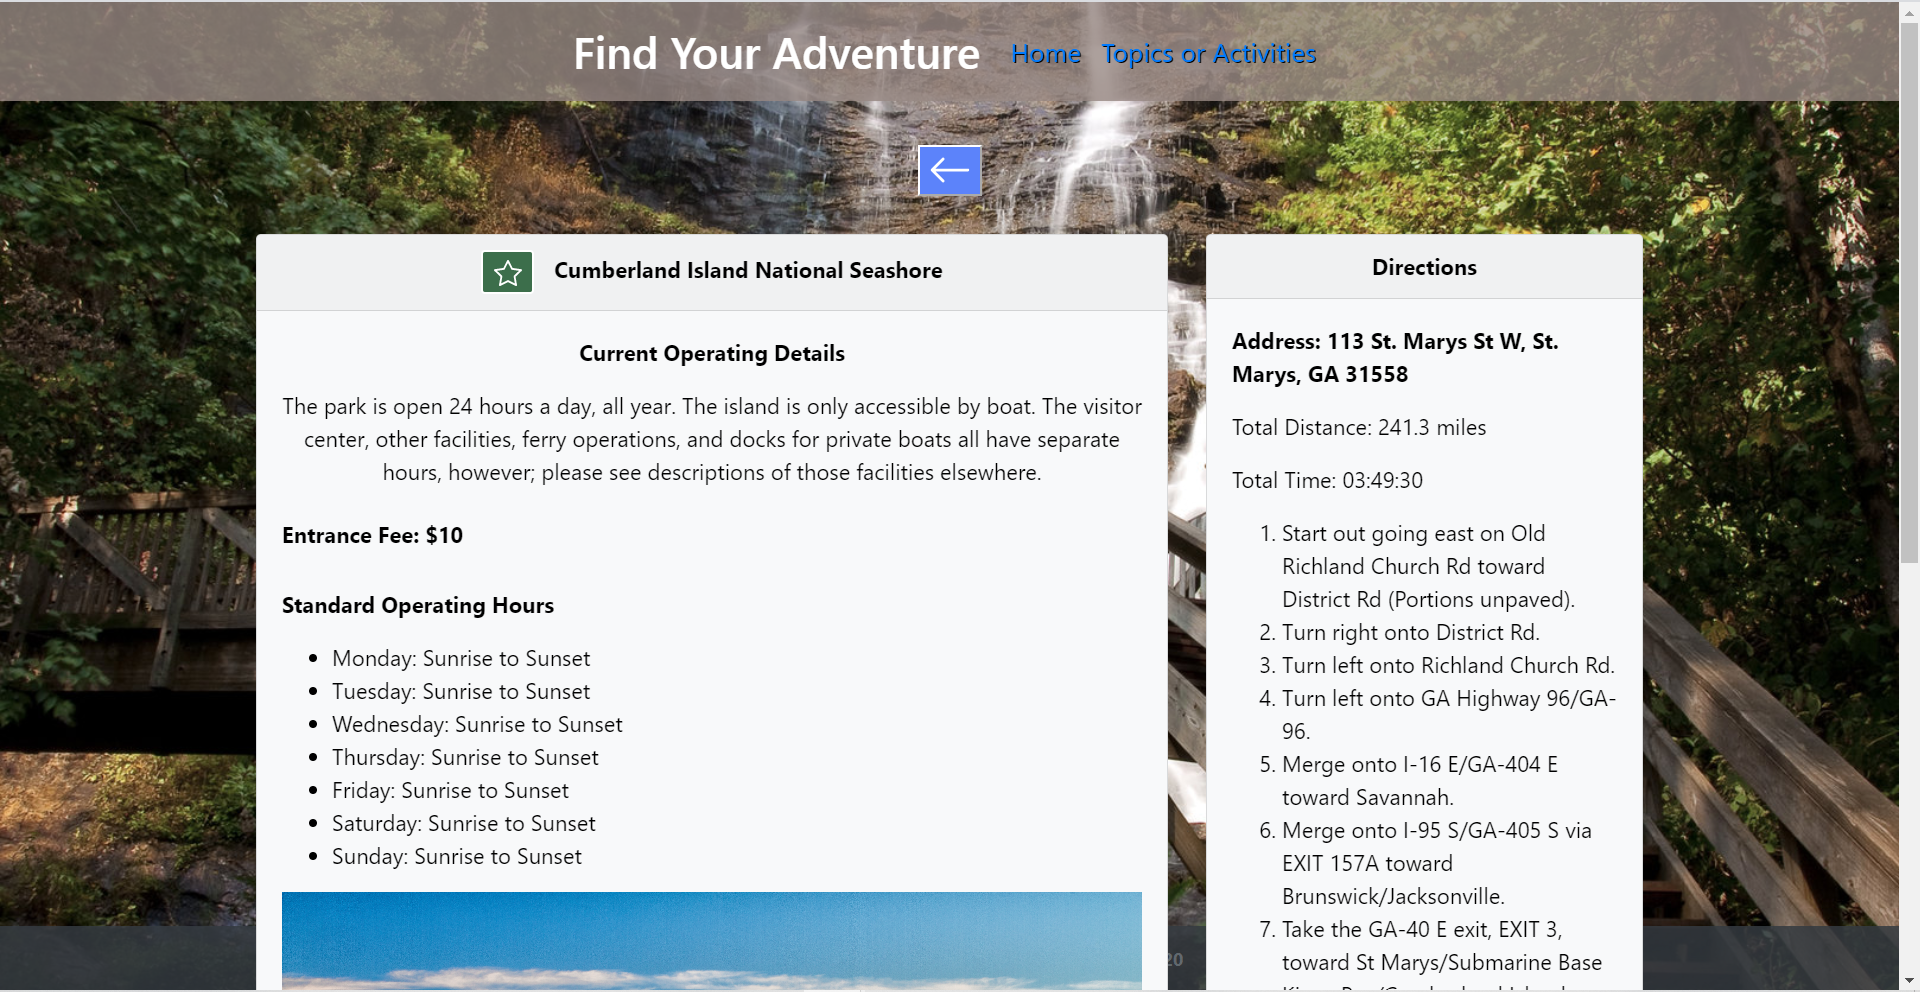 Find Your Adventure
Home
Topics or Activities
Cumberland Island National Seashore
Current Operating Details
The park is open 24 hours a day, all year. The island is only accessible by boat. The visitor
center, other facilities, ferry operations, and docks for private boats all have separate
hours, however; please see descriptions of those facilities elsewhere.
Entrance Fee: $10
Standard Operating Hours
Monday: Sunrise to Sunset
Tuesday: Sunrise to Sunset
Wednesday: Sunrise to Sunset
Thursday: Sunrise to Sunset
Friday: Sunrise to Sunset
Saturday: Sunrise to Sunset
Sunday: Sunrise to Sunset
Directions
Address: 113 St. Marys St W, St.
Marys, GA 31558
Total Distance: 241.3 miles
Total Time: 03:49:30
1. Start out going east on Old
Richland Church Rd toward
District Rd (Portions unpaved).
2. Turn right onto District Rd.
3. Turn left onto Richland Church Rd.
4. Turn left onto GA Highway 96/GA-
96.
5. Merge onto I-16 E/GA-404 E
toward Savannah.
6. Merge onto I-95 S/GA-405 S via
EXIT 157A toward
Brunswick/Jacksonville.
7. Take the GA-40 E exit, EXIT 3,
toward St Marys/Submarine Base
20